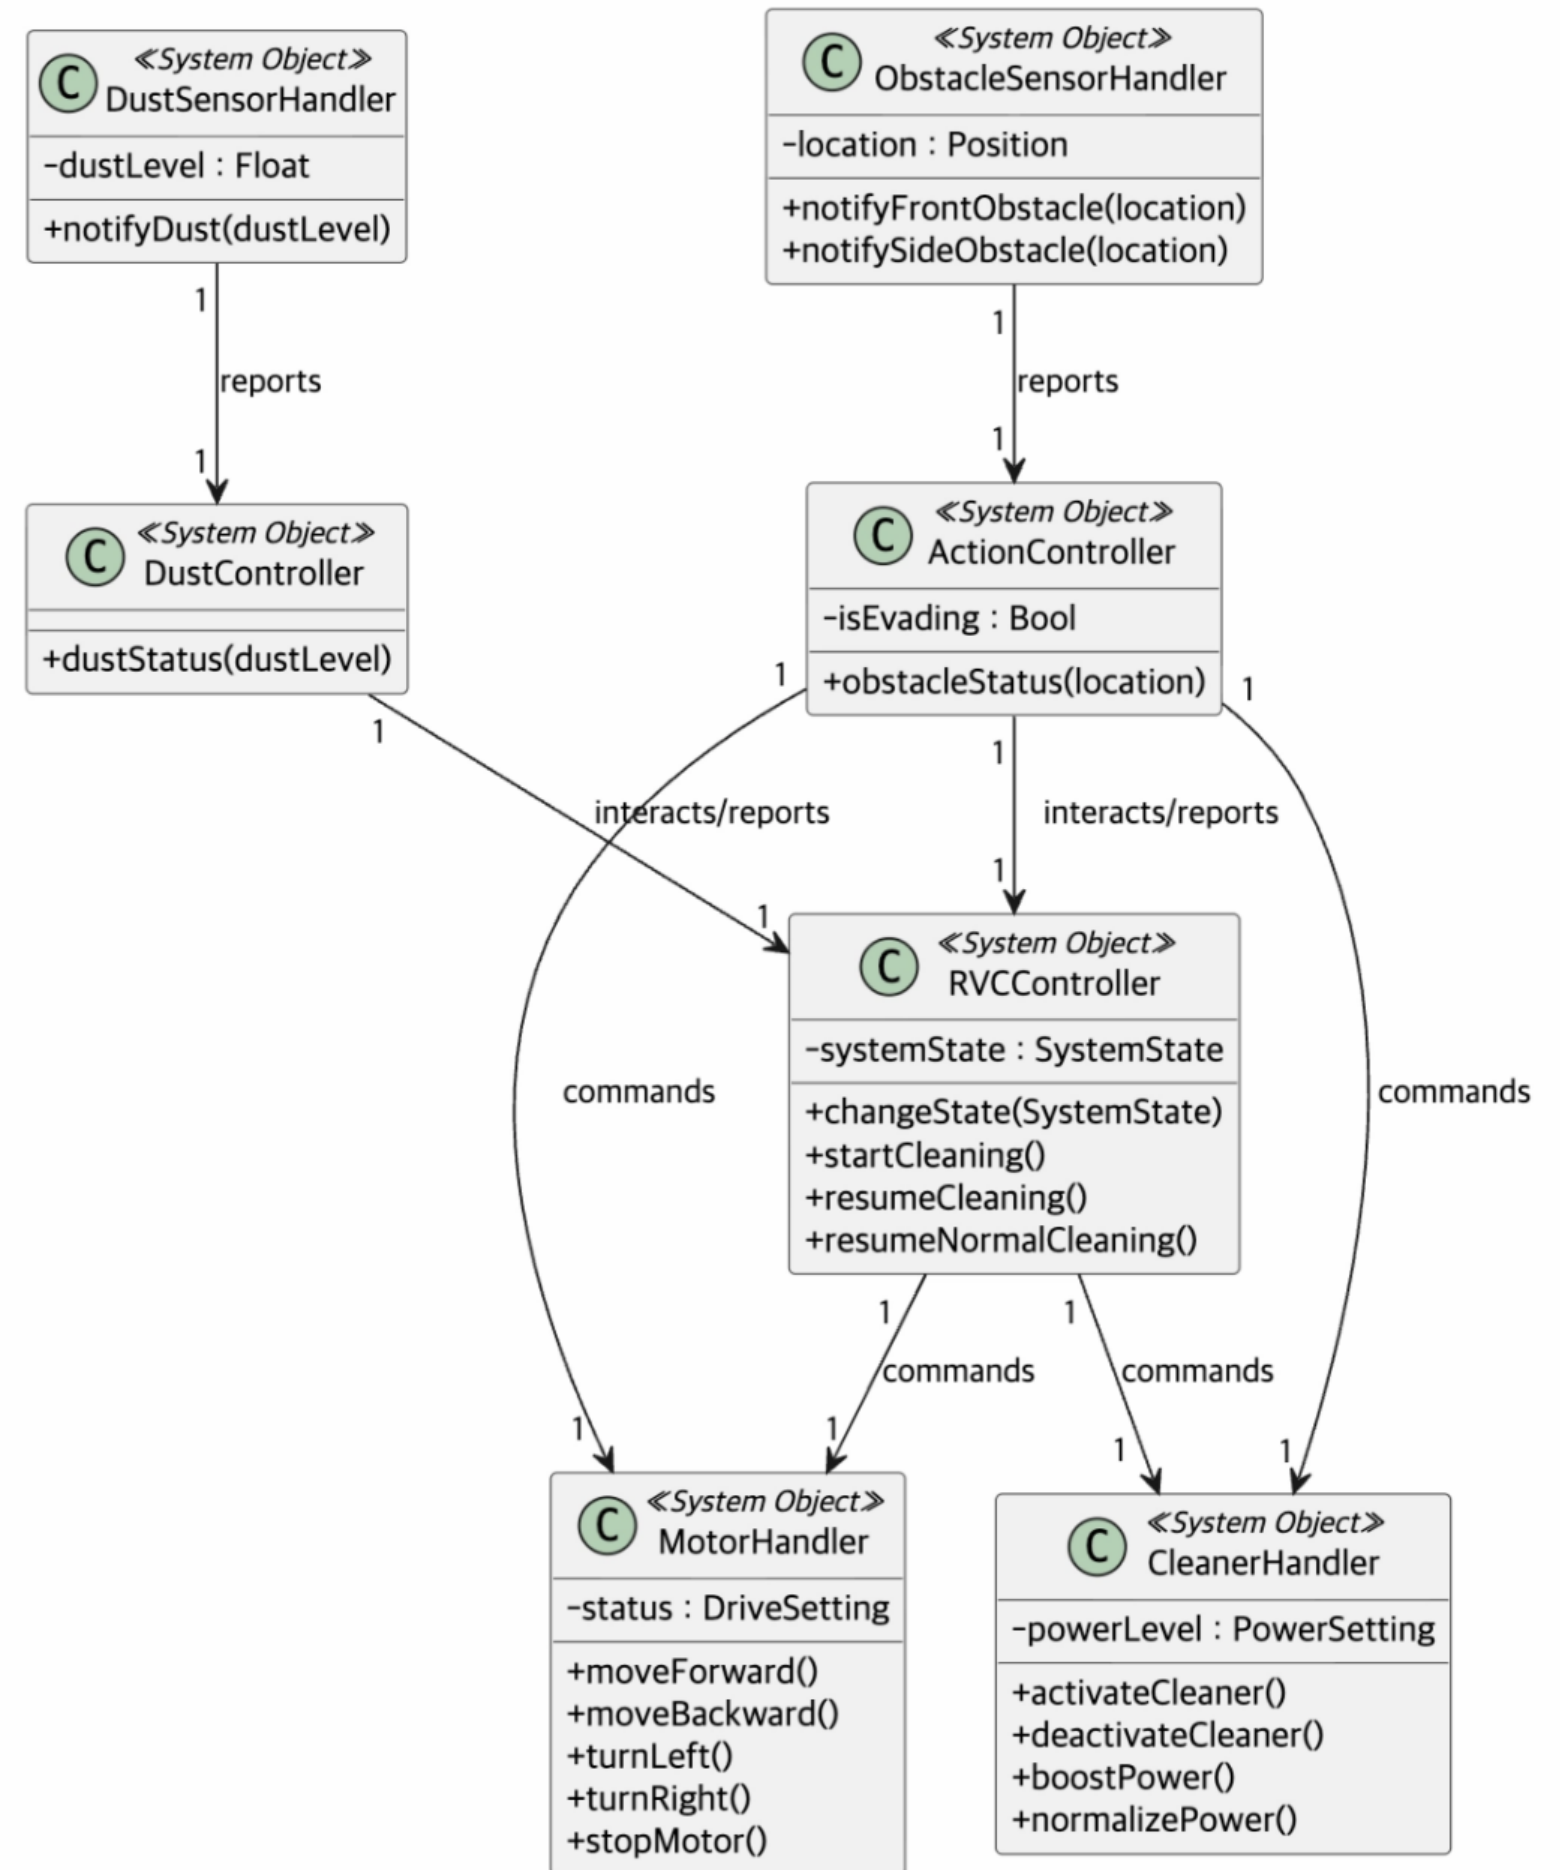 ≪System Object≫
C DustSensorHandler
-dustLevel : Float
+notifyDust(dustLevel)
≪System Object≫
C ObstacleSensorHandler
-location : Position
+notifyFrontObstacle(location)
+notifySideObstacle(location)
1
reports
1
1
reports
1
≪System Object≫
C DustController
+dustStatus(dustLevel)
≪System Object≫
C ActionController
-isEvading : Bool
+obstacleStatus(location)
1
interacts/reports
1
1
1
interacts/reports
1
1
≪System Object≫
C RVCController
-systemState : SystemState
+changeState(SystemState)
+startCleaning()
+resumeCleaning()
+resumeNormalCleaning()
commands
commands
1
commands
1
1
commands
1
1
1
≪System Object≫
C MotorHandler
-status : DriveSetting
+moveForward()
+moveBackward()
+turnLeft()
+turnRight()
+stopMotor()
≪System Object≫
C CleanerHandler
-powerLevel : PowerSetting
+activateCleaner()
+deactivateCleaner()
+boostPower()
+normalizePower()